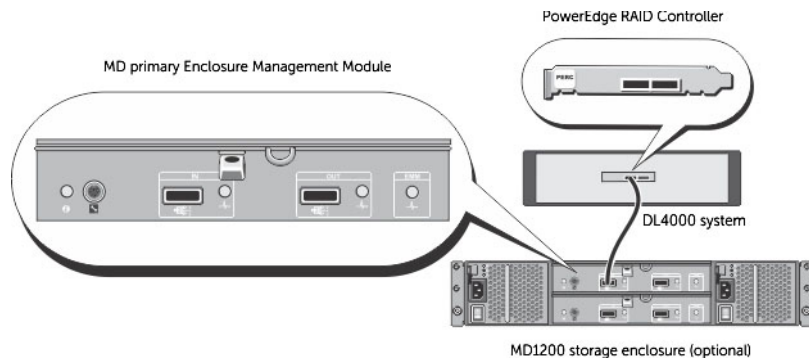 PowerEdge RAID Controller
MD primary Enclosure Management Module
PERC
IN
OUT
EMM
DL4000 system
MD1200 storage enclosure (optional)